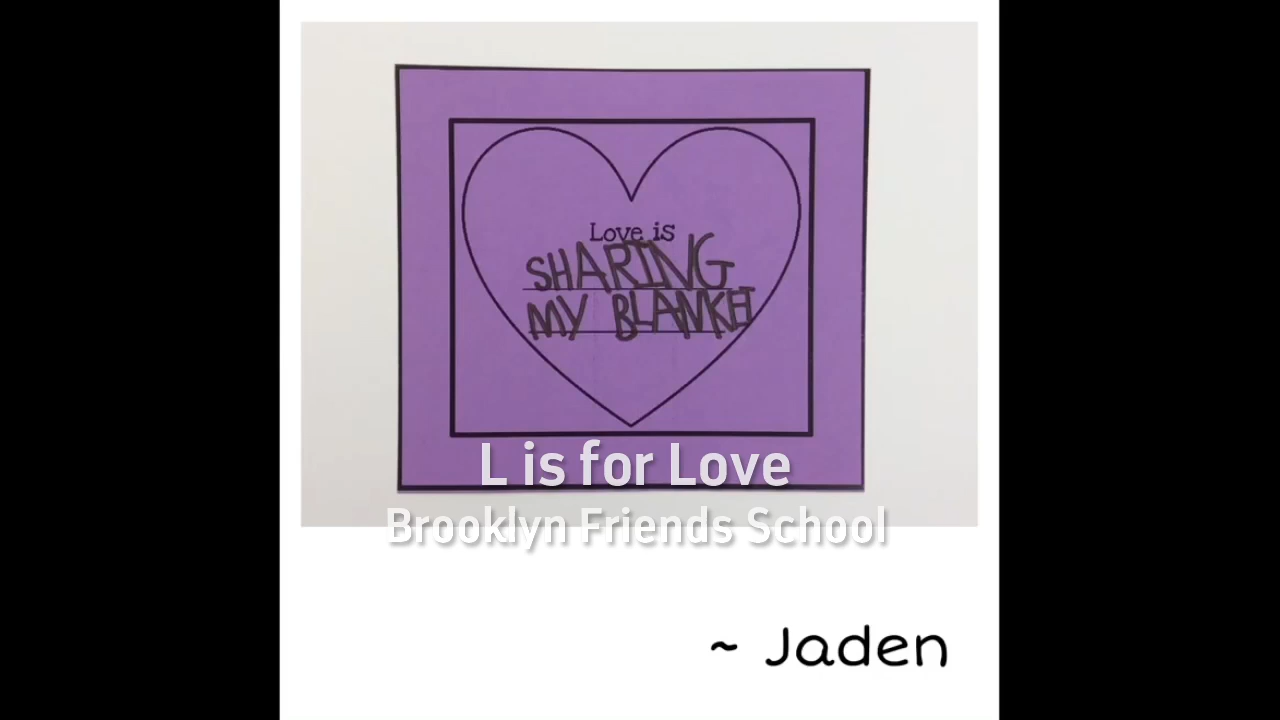 Love is
SHARING
MY BLANKET
L is for Love
Brooklyn Friends School
~ Jaden